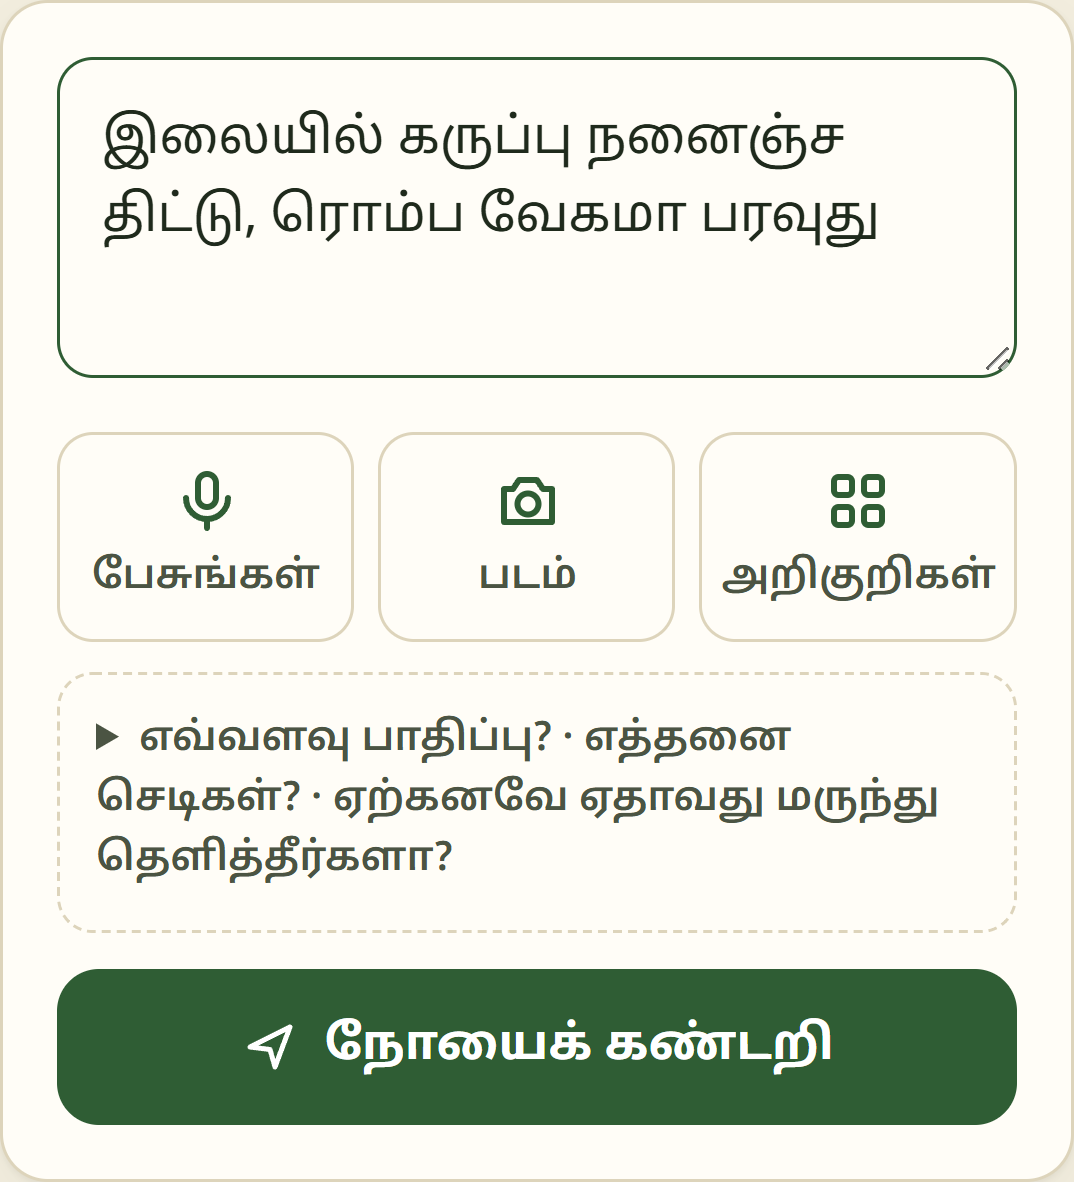 இலையில் கருப்பு நனைஞ்ச
திட்டு, ரொம்ப வேகமா பரவுது
பேசுங்கள்
படம்
அறிகுறிகள்
▶ எவ்வளவு பாதிப்பு? · எத்தனை
செடிகள்? · ஏற்கனவே ஏதாவது மருந்து
தெளித்தீர்களா?
நோயைக் கண்டறி